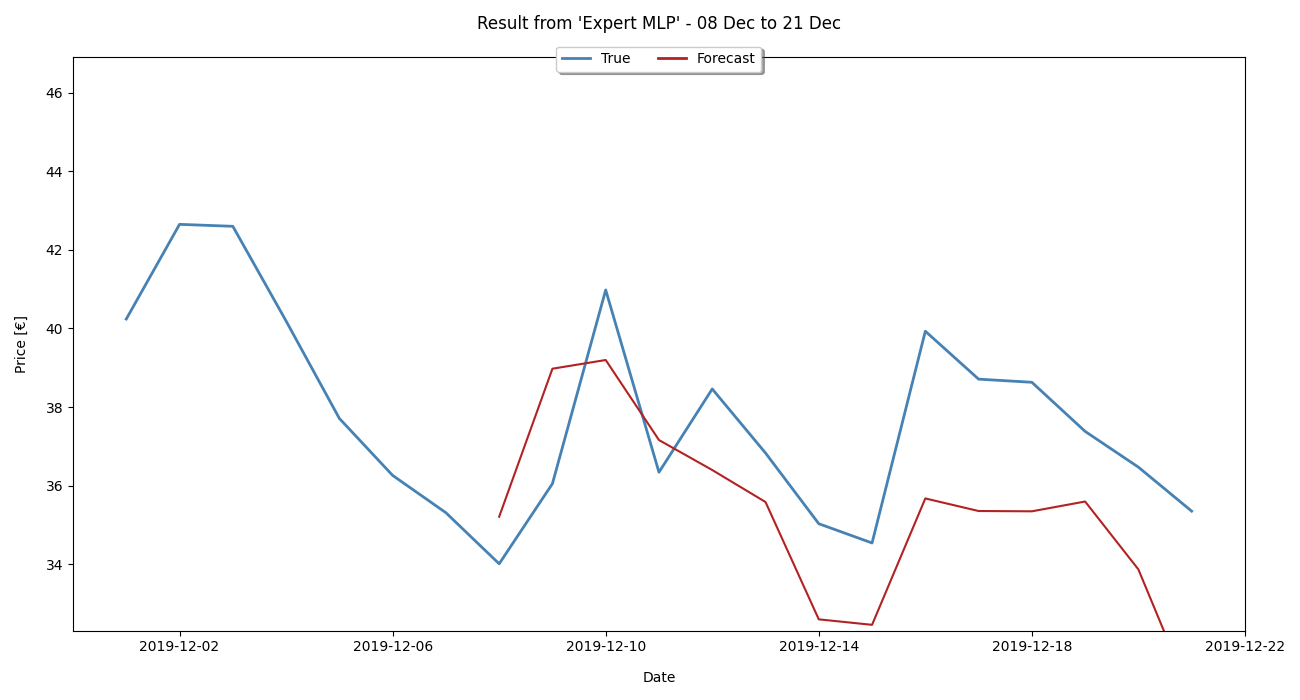 Result from 'Expert MLP' - 08 Dec to 21 Dec
True Forecast
46
44
42
40
38
36
34
Price [€]
2019-12-02 2019-12-06 2019-12-10 2019-12-14 2019-12-18 2019-12-22
Date